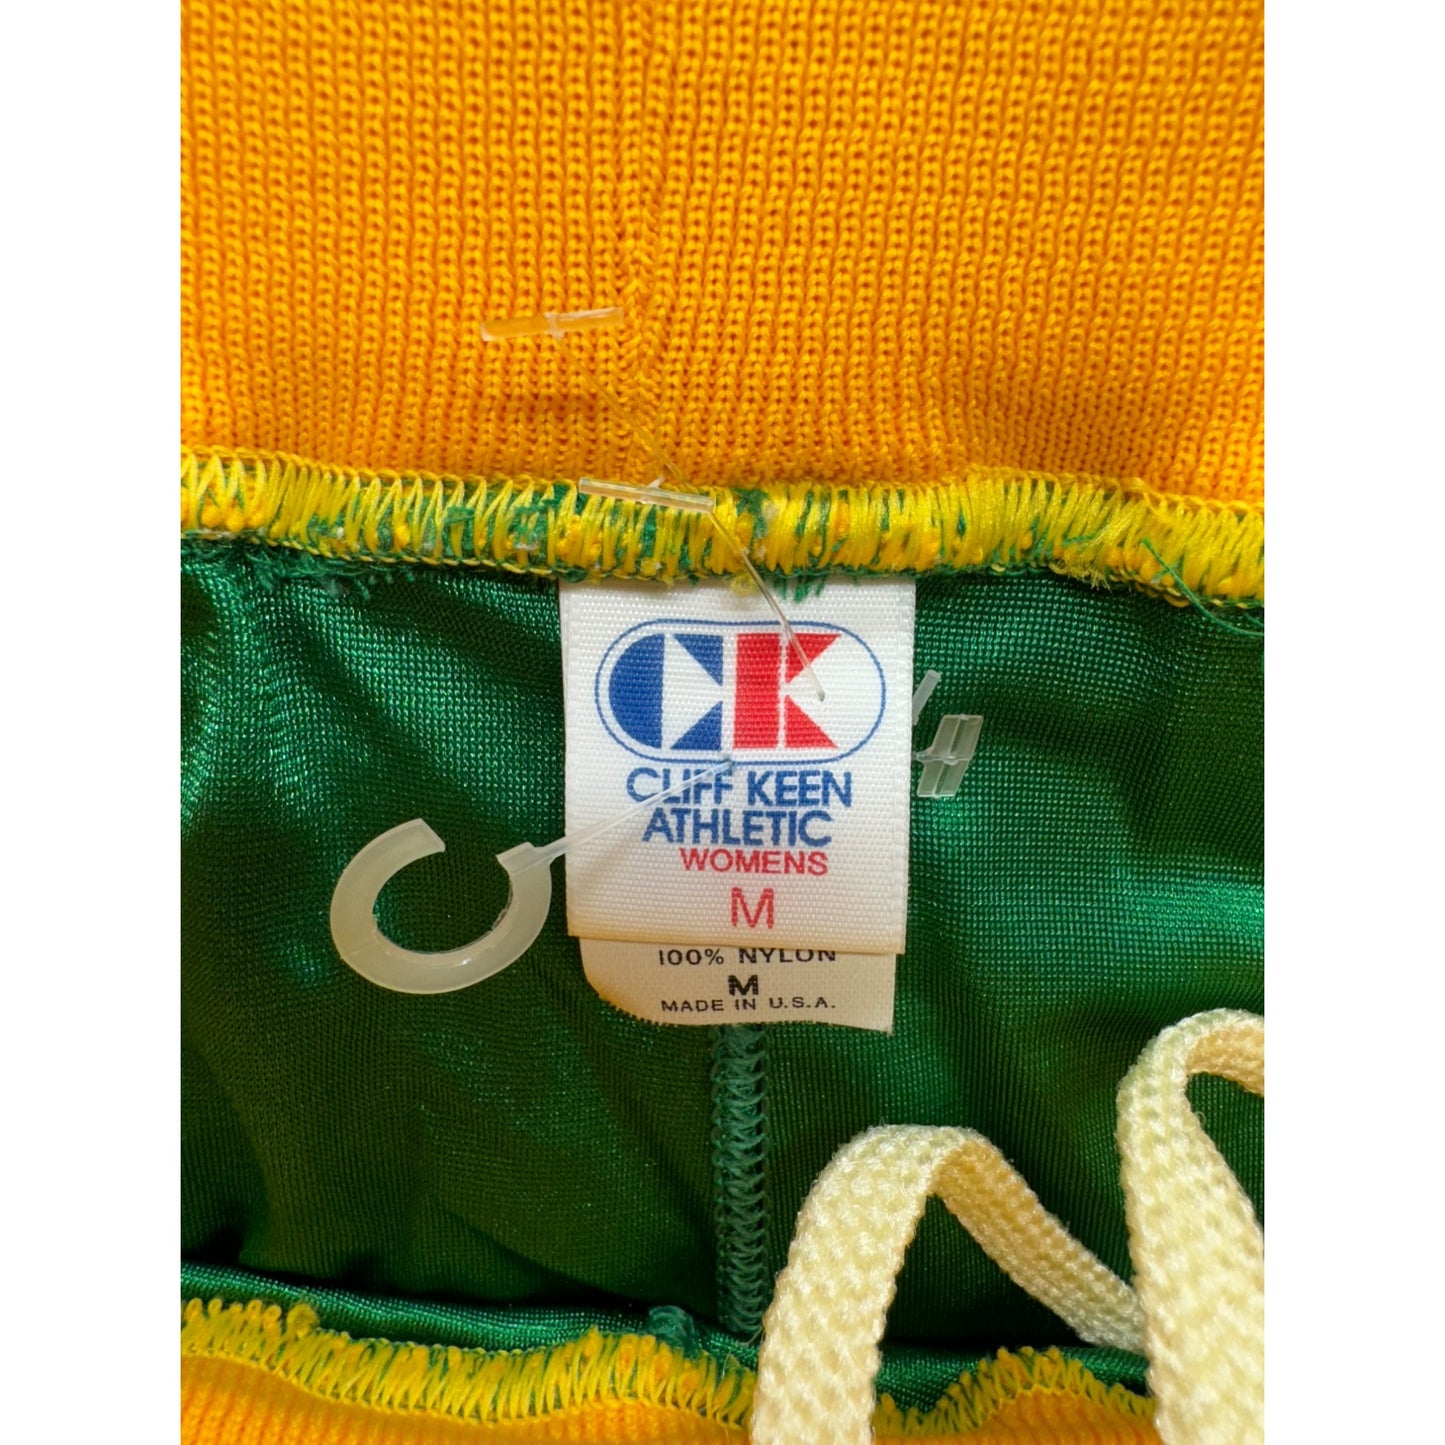 CK
CLIFF KEEN
ATHLETIC
WOMENS
M
100% NYLON
M
MADE IN U.S.A.